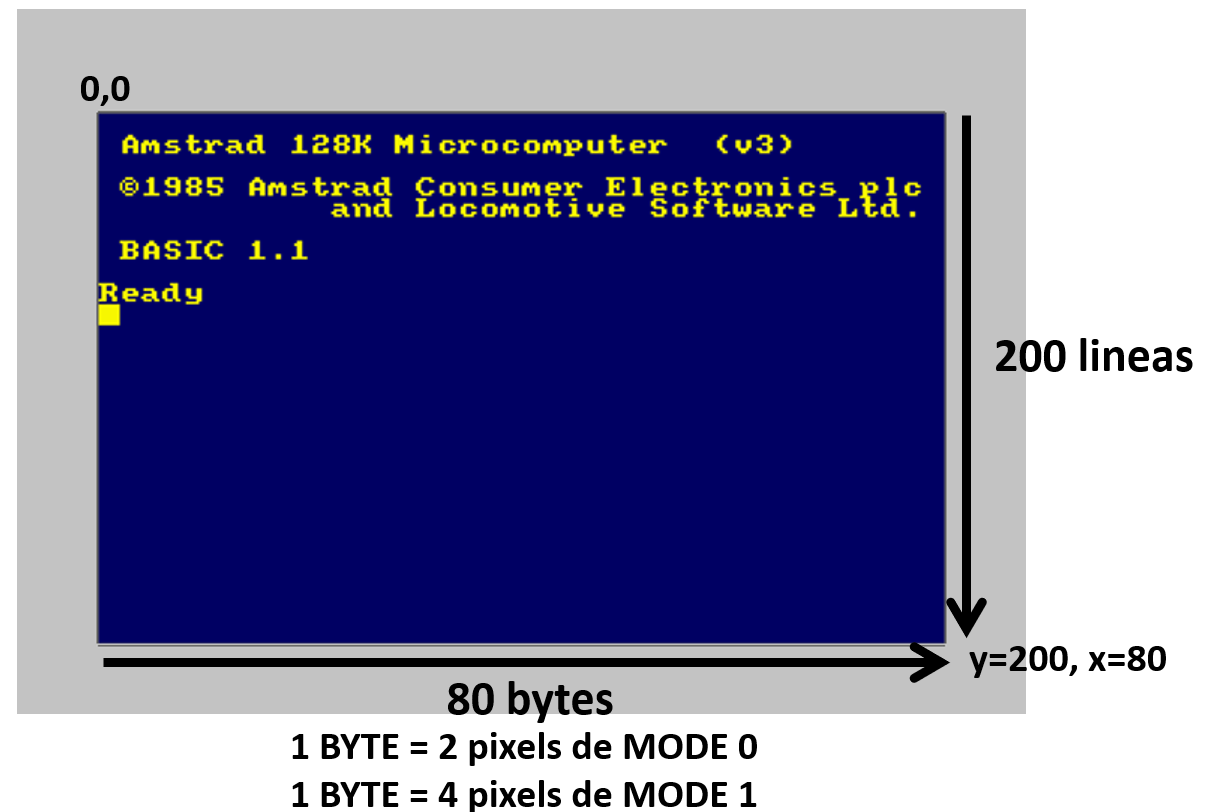 0,0
Amstrad 128K Microcomputer (v3)
©1985 Amstrad Consumer Electronics plc
and Locomotive Software Ltd.
BASIC 1.1
Ready
200 lineas
y=200, x=80
80 bytes
1 BYTE = 2 pixels de MODE 0
1 BYTE = 4 pixels de MODE 1